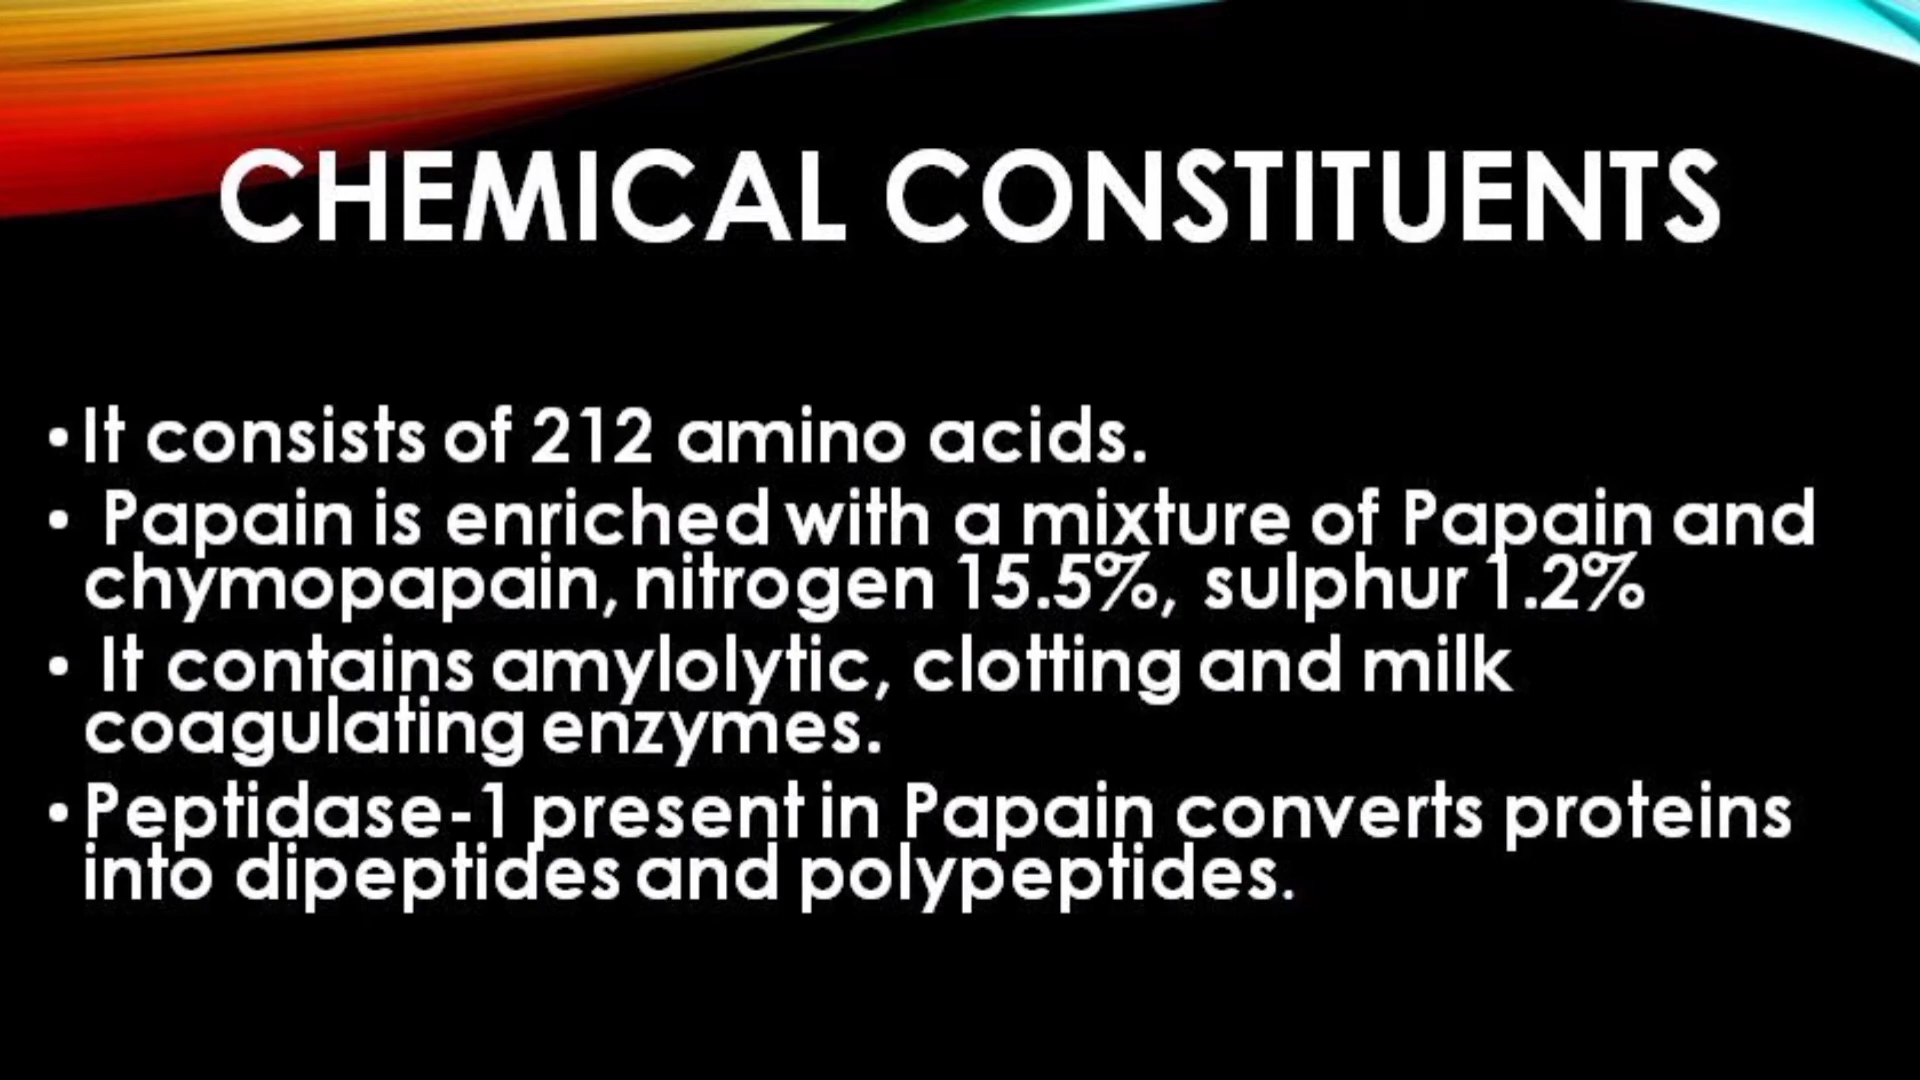 CHEMICAL CONSTITUENTS
• It consists of 212 amino acids.
• Papain is enriched with a mixture of Papain and
chymopapain, nitrogen 15.5%, sulphur 1.2%
• It contains amylolytic, clotting and milk
coagulating enzymes.
• Peptidase-1 present in Papain converts proteins
into dipeptides and polypeptides.